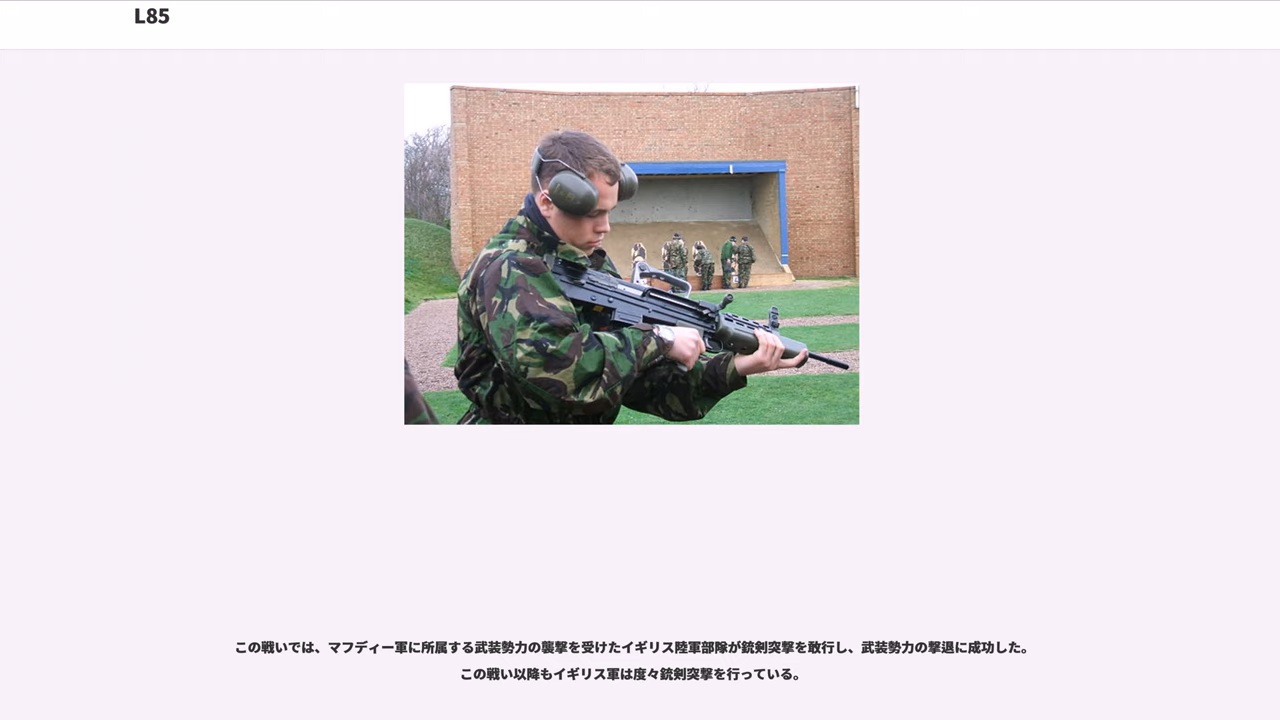 L85
この戦いでは、マフディー軍に所属する武装勢力の襲撃を受けたイギリス陸軍部隊が銃剣突撃を敢行し、武装勢力の撃退に成功した。
この戦い以降もイギリス軍は度々銃剣突撃を行っている。